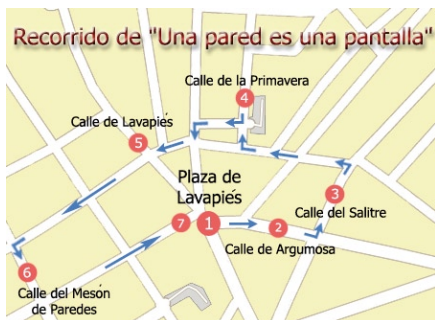 Recorrido de "Una pared es una pantalla"
Calle de la Primavera
4
Calle de Lavapiés
5
Plaza de
Lavapiés
3
7
1
2
Calle del Salitre
Calle de Argumosa
6
Calle del Mesón
de Paredes